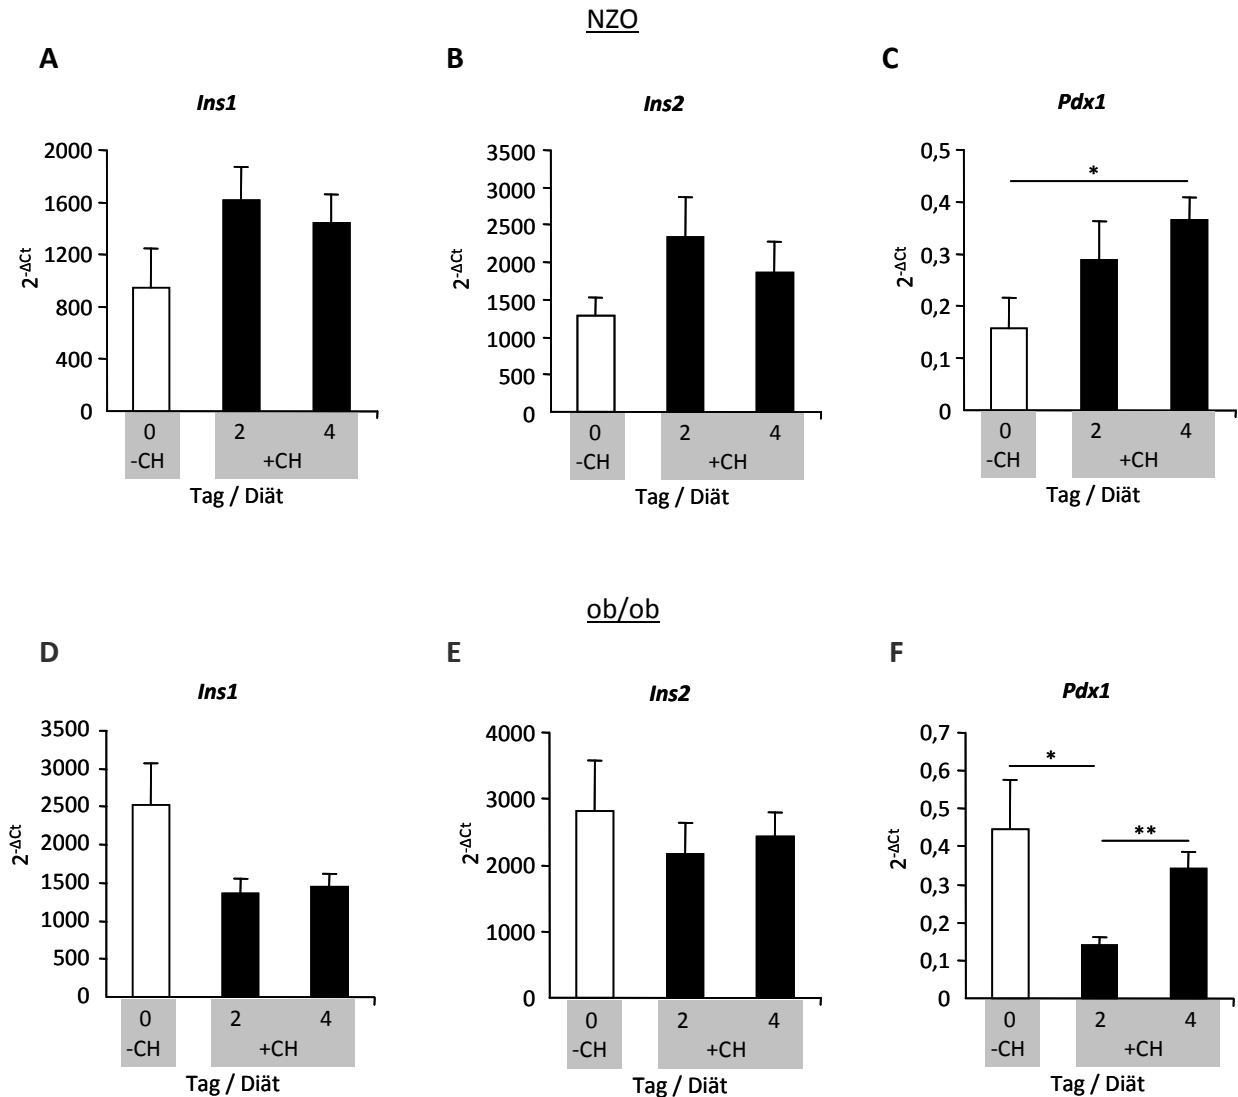 NZO
A
B
C
Ins1
Ins2
Pdx1
2000
1600
1200
800
400
0
2^-ΔCt
0 2 4
-CH +CH
Tag / Diät
3500
3000
2500
2000
1500
1000
500
0
2^-ΔCt
0 2 4
-CH +CH
Tag / Diät
0,5
0,4
0,3
0,2
0,1
0
2^-ΔCt
*
0 2 4
-CH +CH
Tag / Diät
ob/ob
D
E
F
Ins1
Ins2
Pdx1
3500
3000
2500
2000
1500
1000
500
0
2^-ΔCt
0 2 4
-CH +CH
Tag / Diät
4000
3000
2000
1000
0
2^-ΔCt
0 2 4
-CH +CH
Tag / Diät
0,7
0,6
0,5
0,4
0,3
0,2
0,1
0
2^-ΔCt
*
**
0 2 4
-CH +CH
Tag / Diät